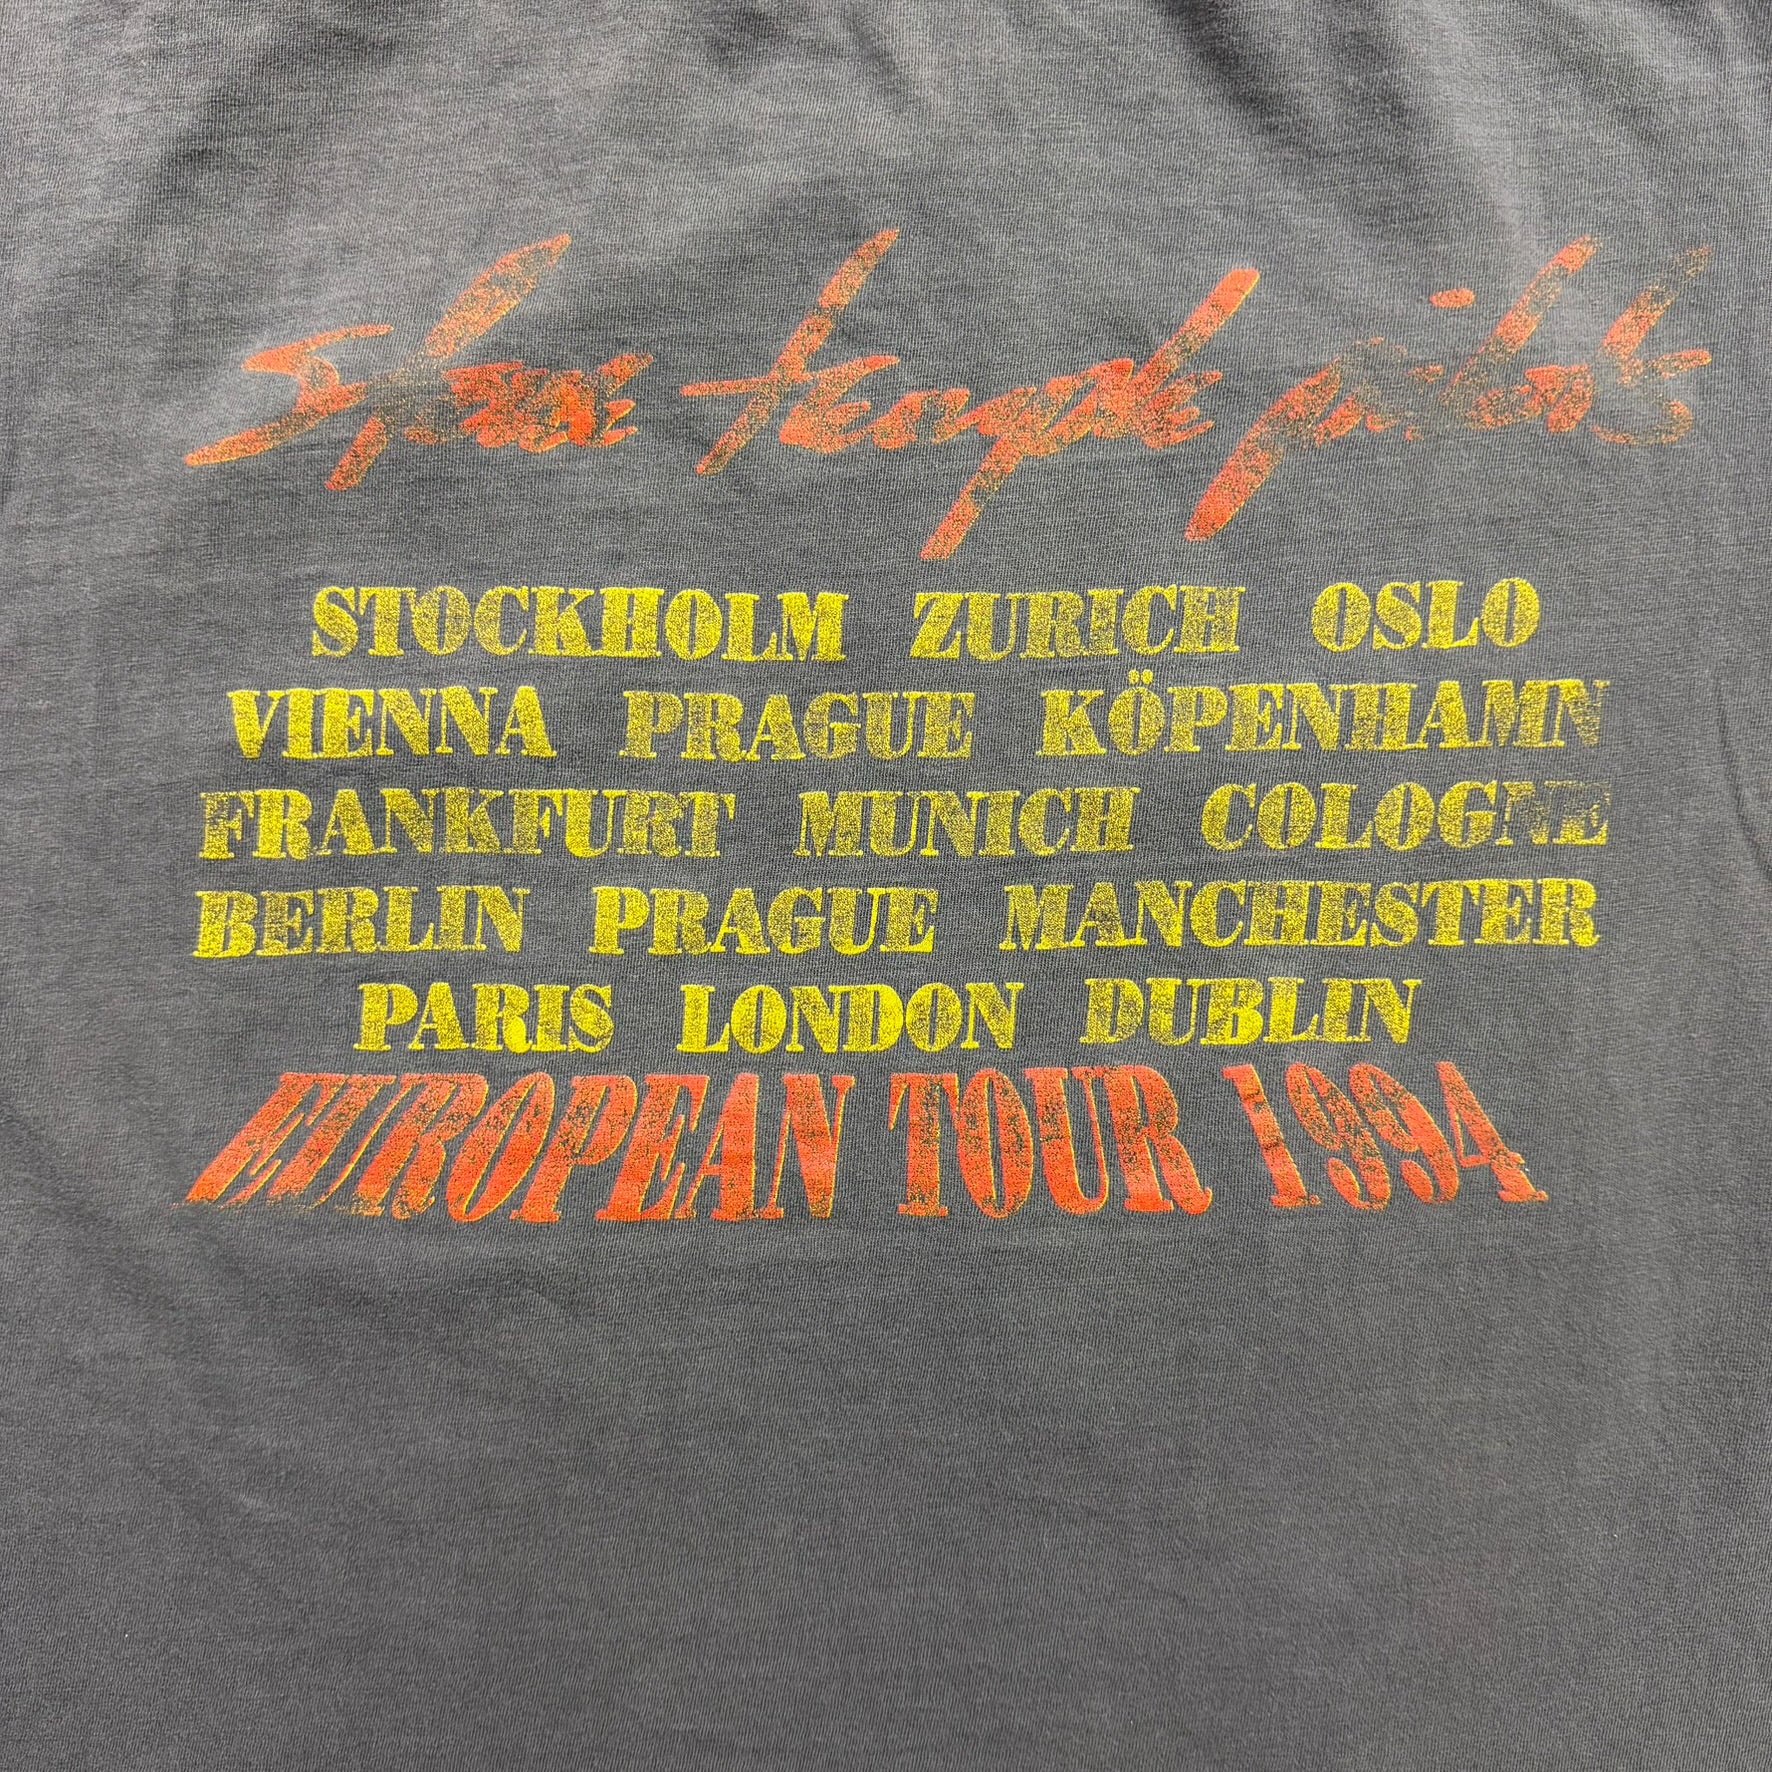 Stone temple pilots
STOCKHOLM ZURICH OSLO
VIENNA PRAGUE KÖPENHAMN
FRANKFURT MUNICH COLOGNE
BERLIN PRAGUE MANCHESTER
PARIS LONDON DUBLIN
EUROPEAN TOUR 1994